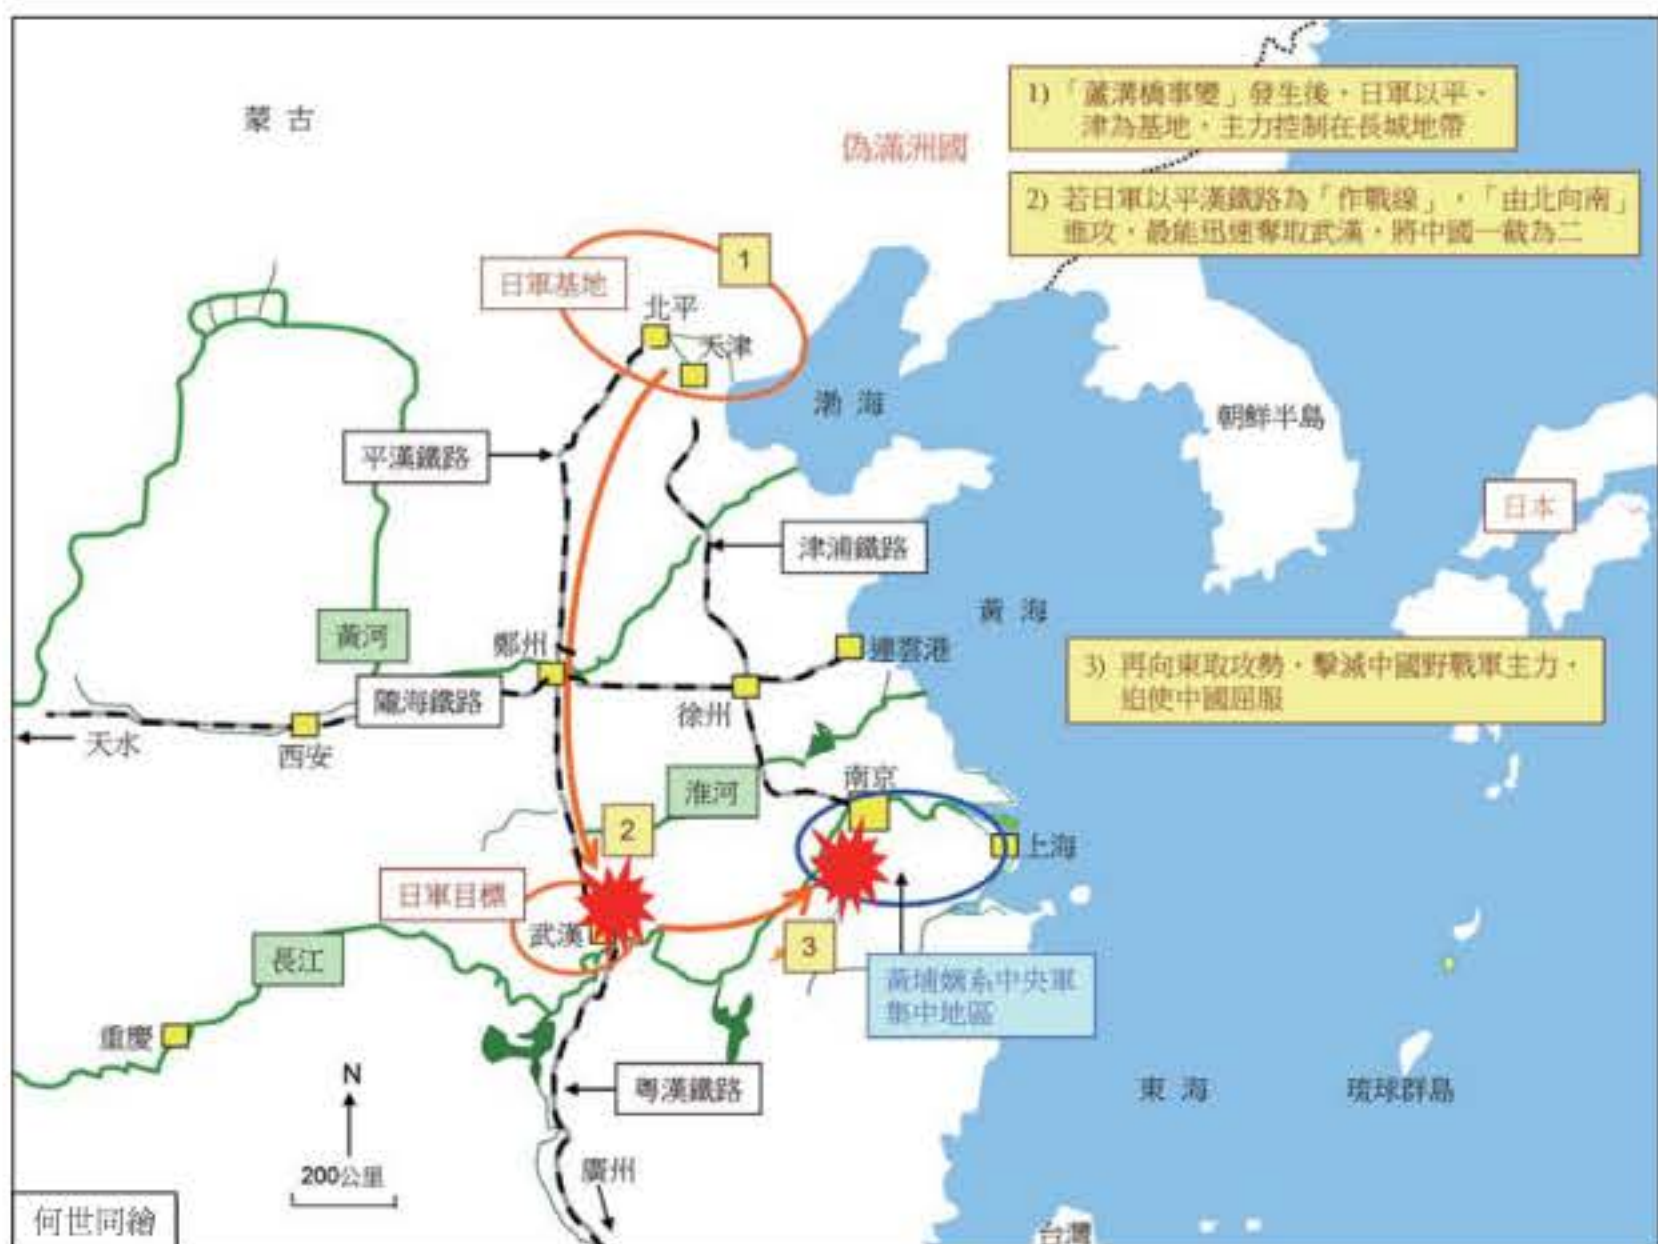 蒙古
偽滿洲國
1)「蘆溝橋事變」發生後，日軍以平、
津為基地，主力控制在長城地帶
2) 若日軍以平漢鐵路為「作戰線」，「由北向南」
進攻，最能迅速奪取武漢，將中國一截為二
1
日軍基地
北平
天津
渤海
朝鮮半島
平漢鐵路
日本
津浦鐵路
黃海
黃河
鄭州
連雲港
3) 再向東取攻勢，擊滅中國野戰軍主力，
迫使中國屈服
隴海鐵路
徐州
天水
西安
淮河
南京
2
上海
日軍目標
武漢
3
長江
黃埔嫡系中央軍
集中地區
重慶
N
粵漢鐵路
東海
琉球群島
200公里
廣州
何世同繪
台灣